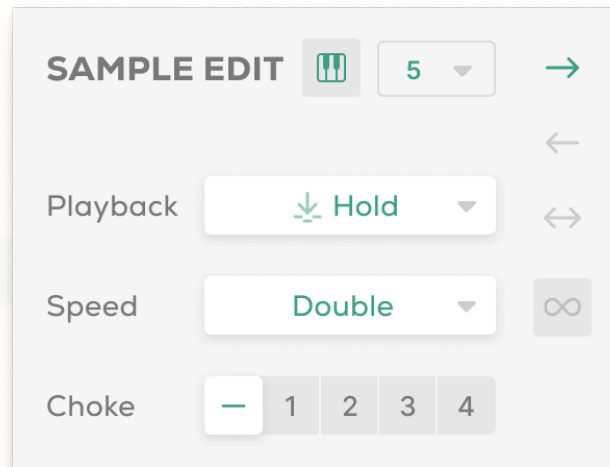 SAMPLE EDIT 5
Playback Hold
Speed Double
Choke — 1 2 3 4